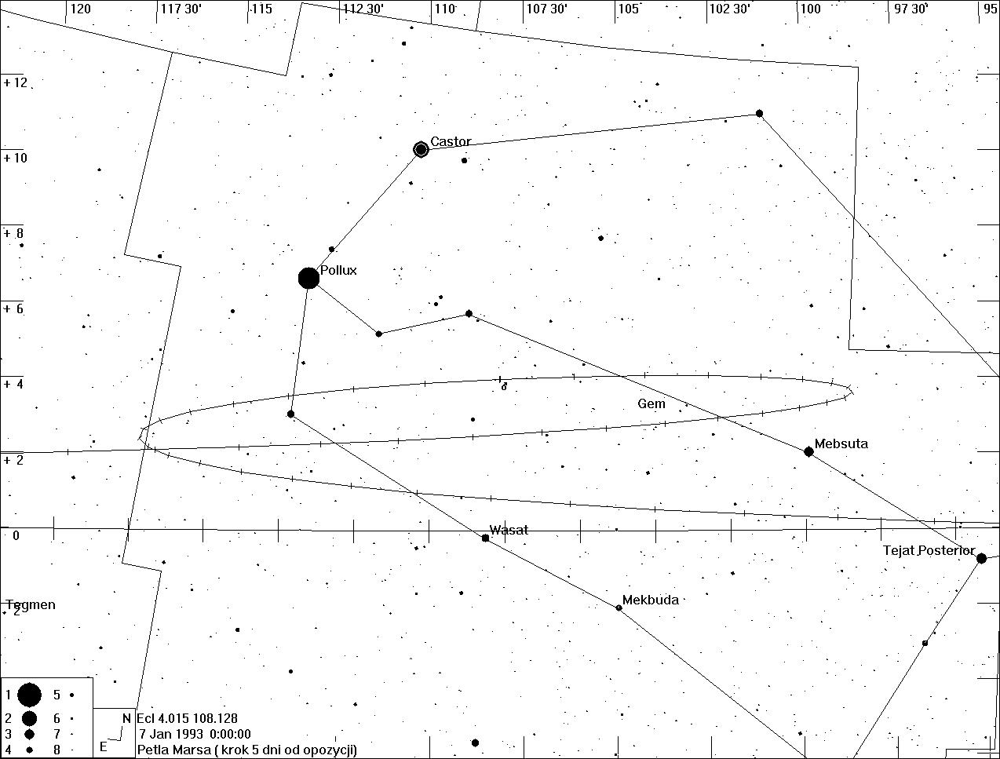 120 117 30' 115 112 30' 110 107 30' 105 102 30' 100 97 30' 95
+ 12
Castor
+ 10
+ 8
Pollux
+ 6
+ 4
♂
Gem
Mebsuta
+ 2
Wasat
0
Tejat Posterior
Mekbuda
Tegmen
- 2
1 5
2 6
3 7
4 8
N
E
Ecl 4.015 108.128
7 Jan 1993 0:00:00
Petla Marsa ( krok 5 dni od opozycji)